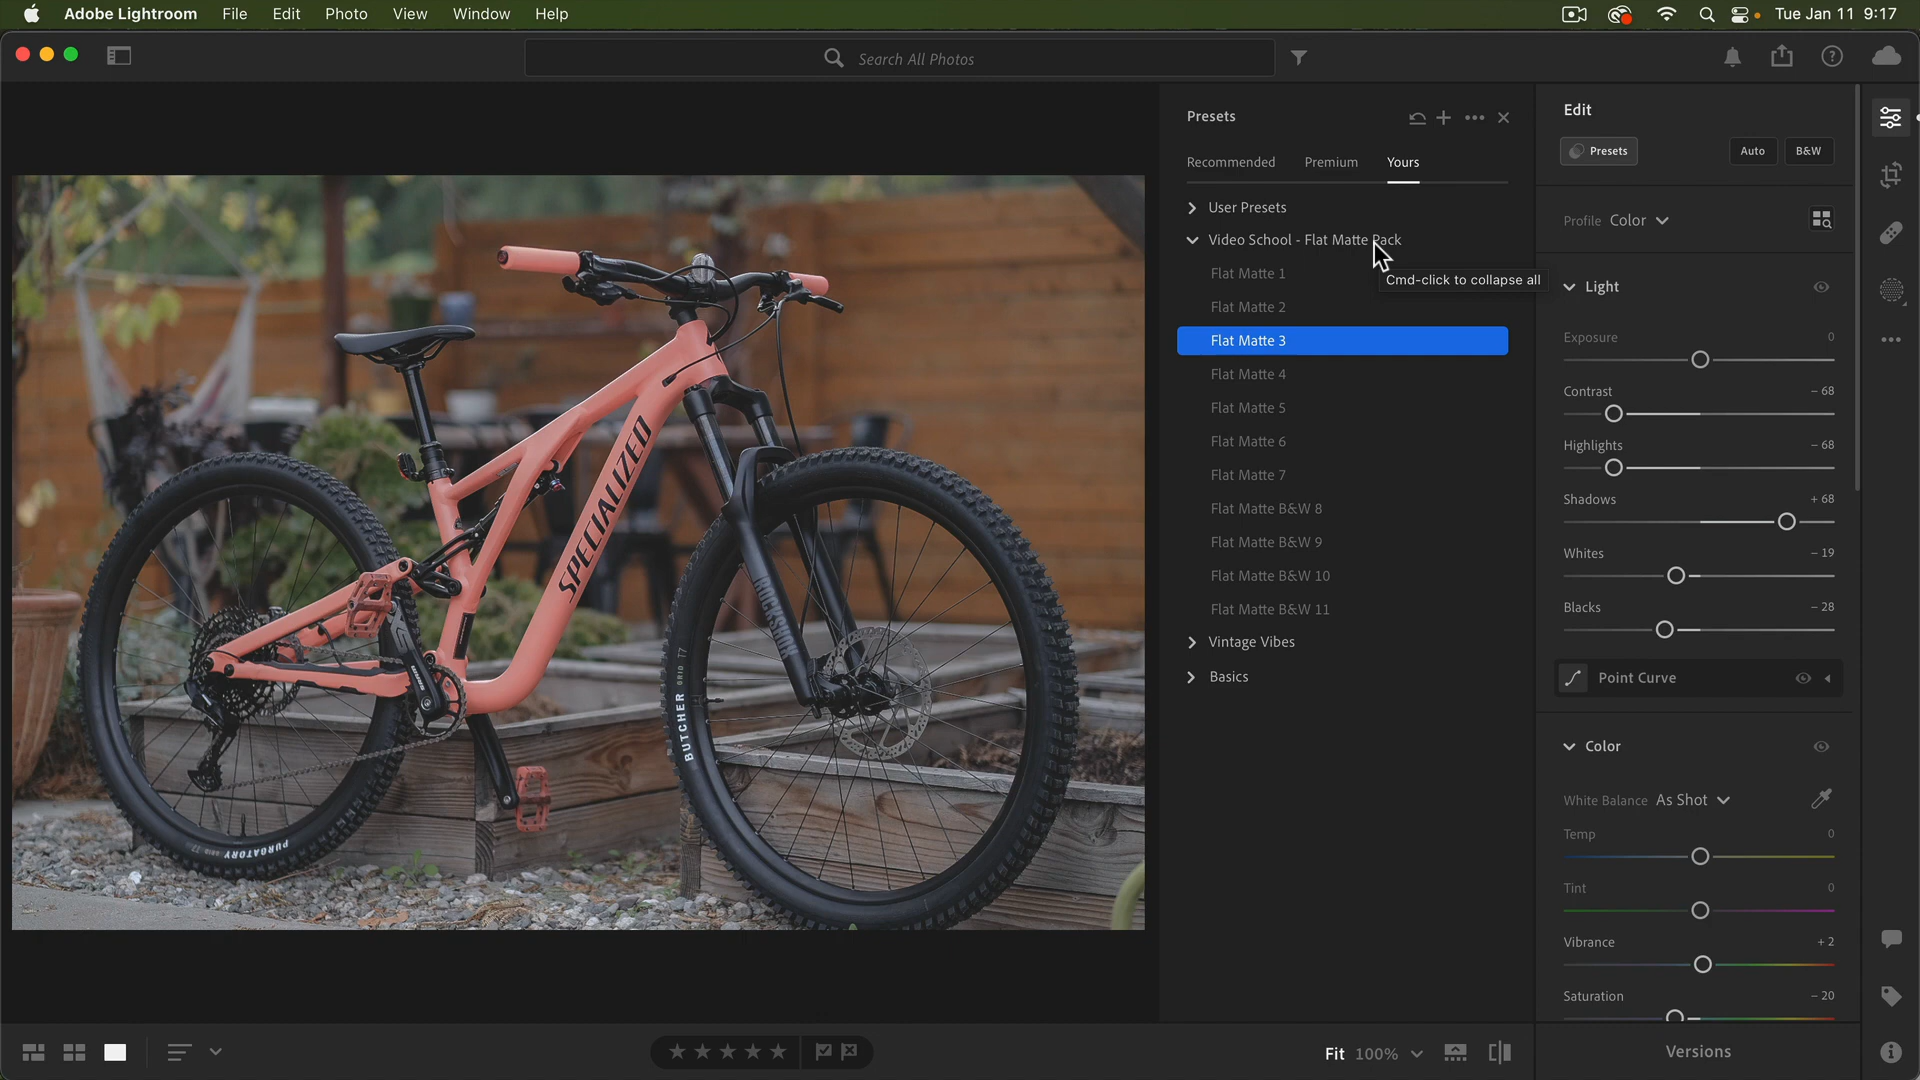 Adobe Lightroom File Edit Photo View Window Help Tue Jan 11 9:17
Search All Photos
Presets
Recommended Premium Yours
User Presets
Video School - Flat Matte Pack
Cmd-click to collapse all
Flat Matte 1
Flat Matte 2
Flat Matte 3
Flat Matte 4
Flat Matte 5
Flat Matte 6
Flat Matte 7
Flat Matte B&W 8
Flat Matte B&W 9
Flat Matte B&W 10
Flat Matte B&W 11
Vintage Vibes
Basics
Edit
Presets Auto B&W
Profile Color
Light
Exposure 0
Contrast – 68
Highlights – 68
Shadows + 68
Whites – 19
Blacks – 28
Point Curve
Color
White Balance As Shot
Temp 0
Tint 0
Vibrance + 2
Saturation – 20
Versions
Fit 100%
SPECIALIZED
ROCKSHOX
BUTCHER GRID T7
PURGATORY GRID T7